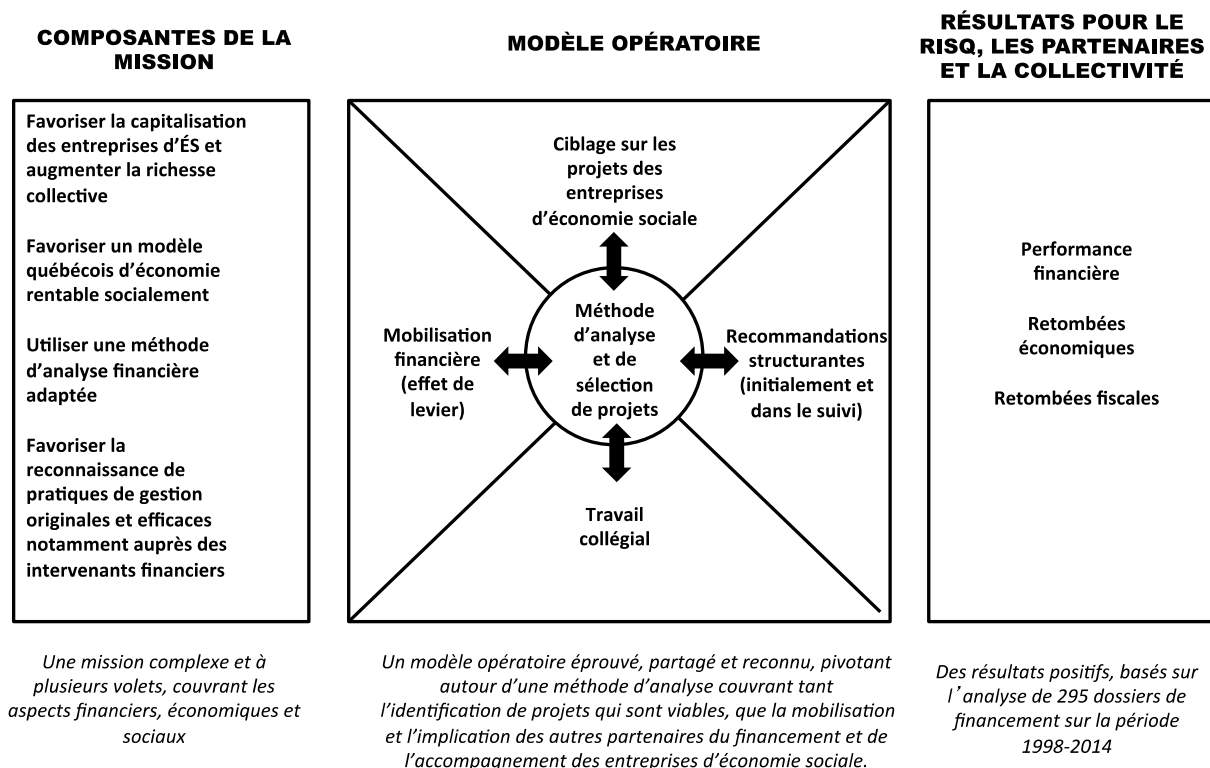 COMPOSANTES DE LA
MISSION
Favoriser la capitalisation
des entreprises d’ÉS et
augmenter la richesse
collective
Favoriser un modèle
québécois d’économie
rentable socialement
Utiliser une méthode
d’analyse financière
adaptée
Favoriser la
reconnaissance de
pratiques de gestion
originales et efficaces
notamment auprès des
intervenants financiers
Une mission complexe et à
plusieurs volets, couvrant les
aspects financiers, économiques et
sociaux
MODÈLE OPÉRATOIRE
Ciblage sur les
projets des
entreprises
d’économie sociale
Mobilisation
financière
(effet de
levier)
Méthode
d’analyse
et de
sélection
de projets
Recommandations
structurantes
(initialement et
dans le suivi)
Travail
collégial
Un modèle opératoire éprouvé, partagé et reconnu, pivotant
autour d’une méthode d’analyse couvrant tant
l’identification de projets qui sont viables, que la mobilisation
et l’implication des autres partenaires du financement et de
l’accompagnement des entreprises d’économie sociale.
RÉSULTATS POUR LE
RISQ, LES PARTENAIRES
ET LA COLLECTIVITÉ
Performance
financière
Retombées
économiques
Retombées fiscales
Des résultats positifs, basés sur
l’analyse de 295 dossiers de
financement sur la période
1998-2014